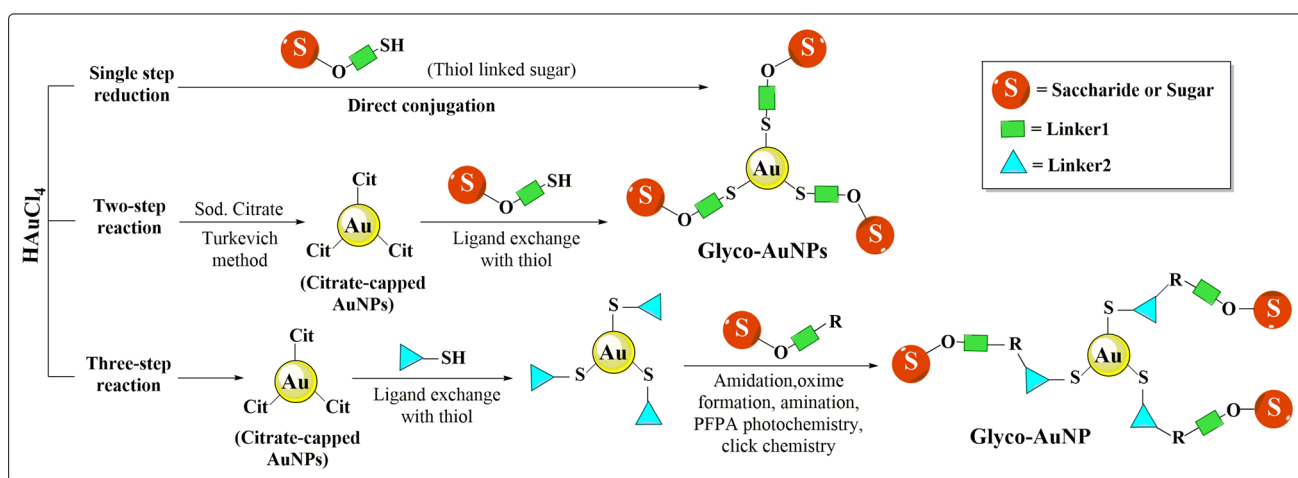 HAuCl4
Single step
reduction
S
O
SH
(Thiol linked sugar)
Direct conjugation
S
O
S
Au
S
O
S
S
O
S
Glyco-AuNPs
S = Saccharide or Sugar
= Linker1
= Linker2
Two-step
reaction
Sod. Citrate
Turkevich
method
Cit
Au
Cit
Cit
(Citrate-capped
AuNPs)
S
O
SH
Ligand exchange
with thiol
Three-step
reaction
Cit
Au
Cit
Cit
(Citrate-capped
AuNPs)
SH
Ligand exchange
with thiol
S
Au
S
S
S
O
R
Amidation,oxime
formation, amination,
PFPA photochemistry,
click chemistry
S
O
R
S
Au
S
R
O
S
S
R
O
S
Glyco-AuNP